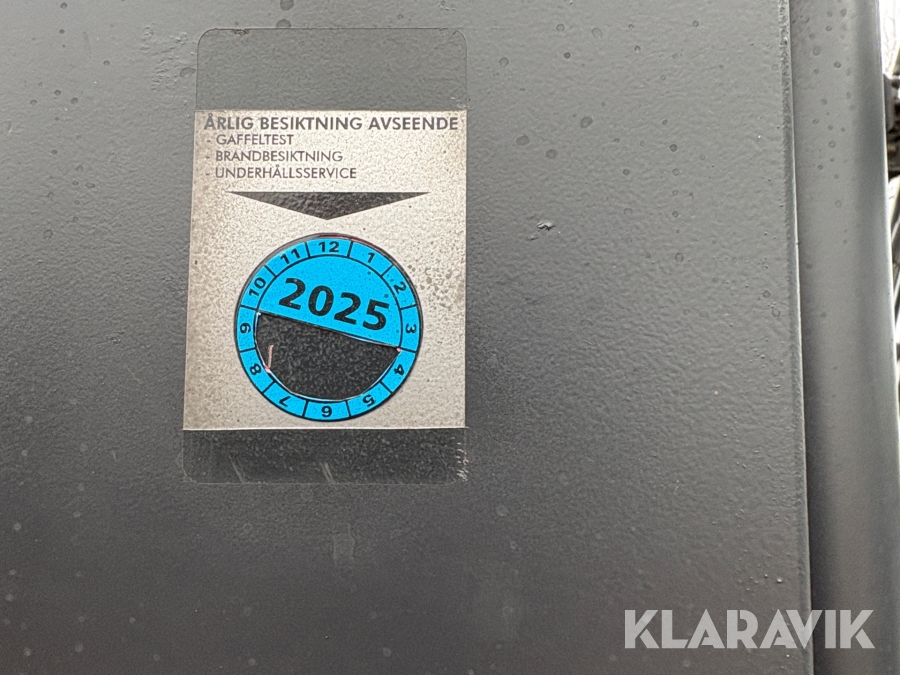 ÅRLIG BESIKTNING AVSEENDE
- GAFFELTEST
- BRANDBESIKTNING
- UNDERHÅLLSSERVICE
12
1
2
3
4
5
6
7
8
9
10
11
2025
KLARAVIK